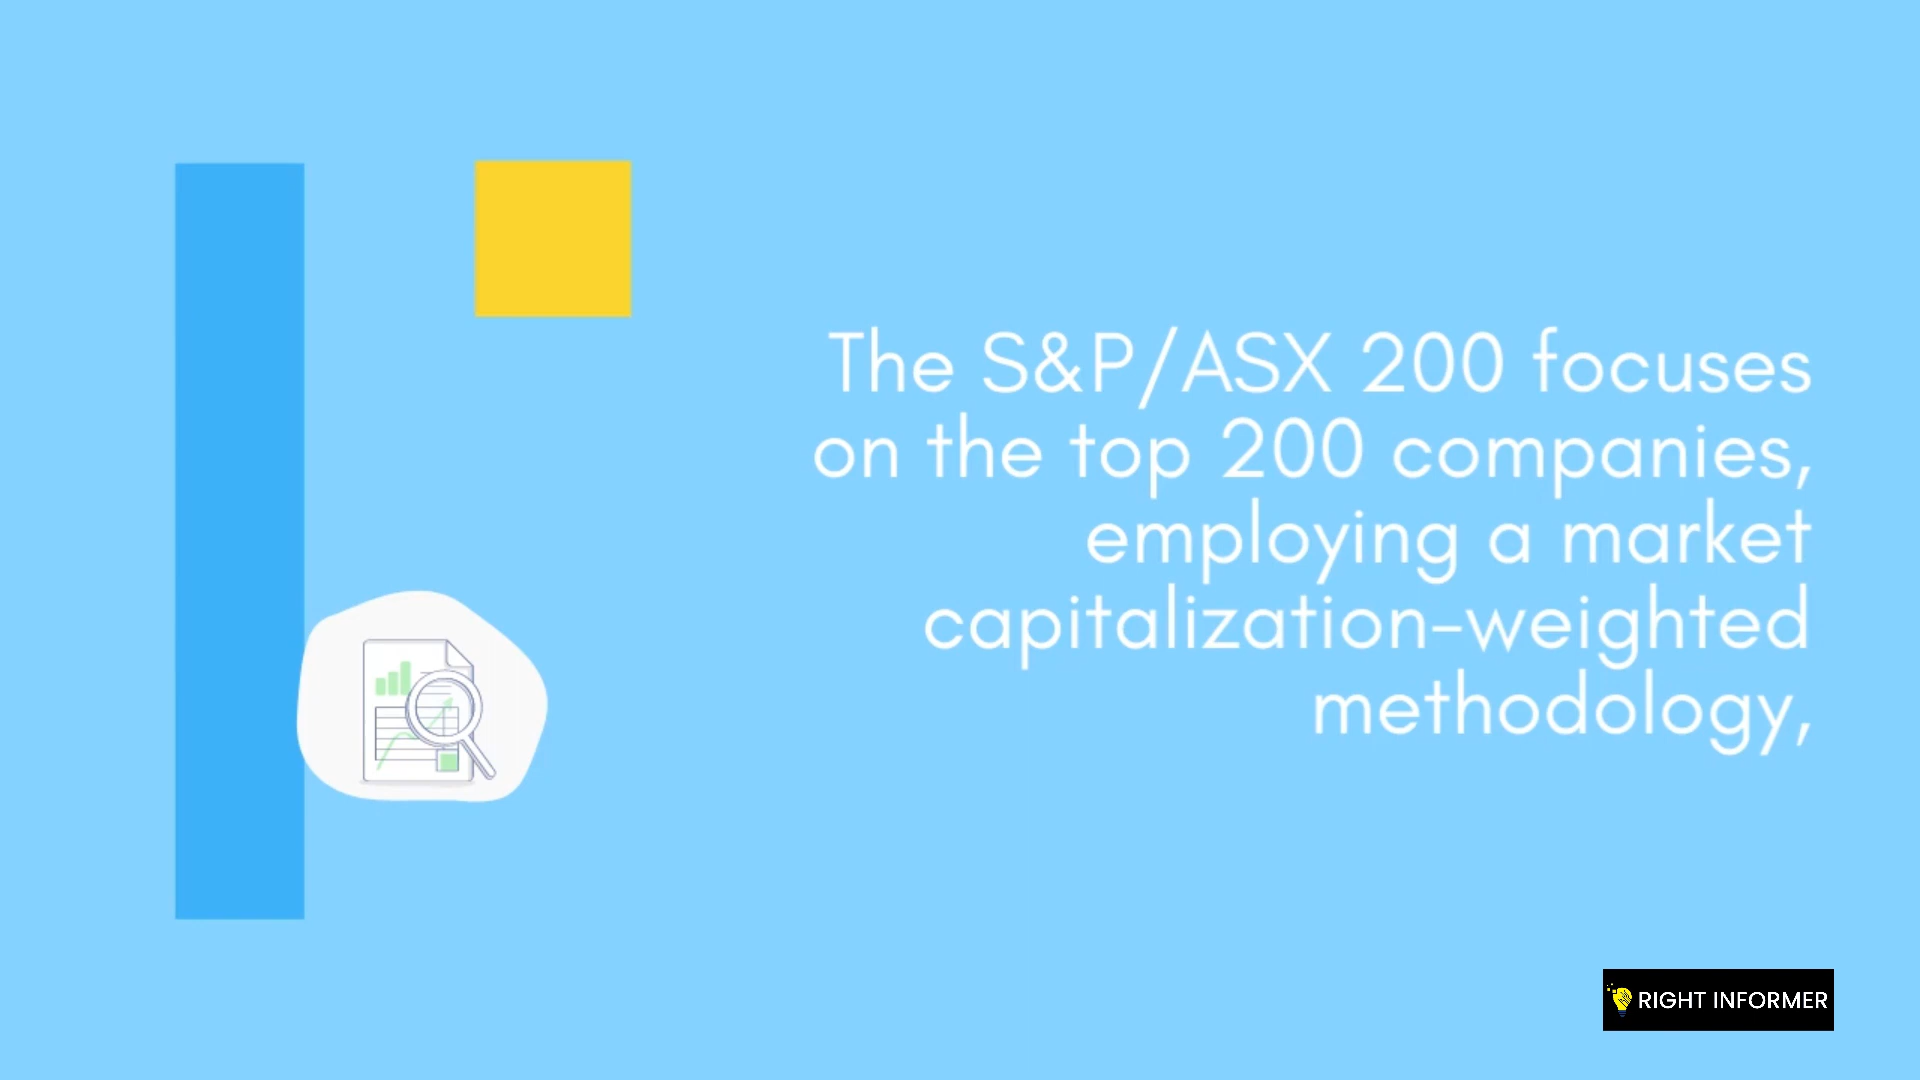 The S&P/ASX 200 focuses
on the top 200 companies,
employing a market
capitalization-weighted
methodology,
RIGHT INFORMER